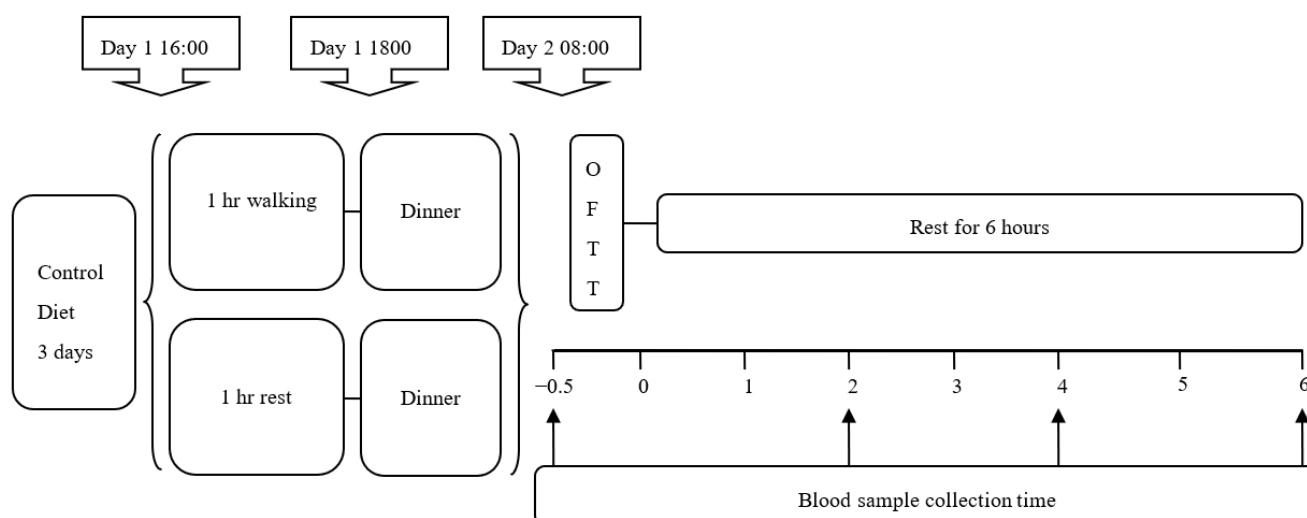 Day 1 16:00
Day 1 1800
Day 2 08:00
Control
Diet
3 days
1 hr walking
Dinner
1 hr rest
Dinner
O
F
T
T
Rest for 6 hours
−0.5
0
1
2
3
4
5
6
Blood sample collection time